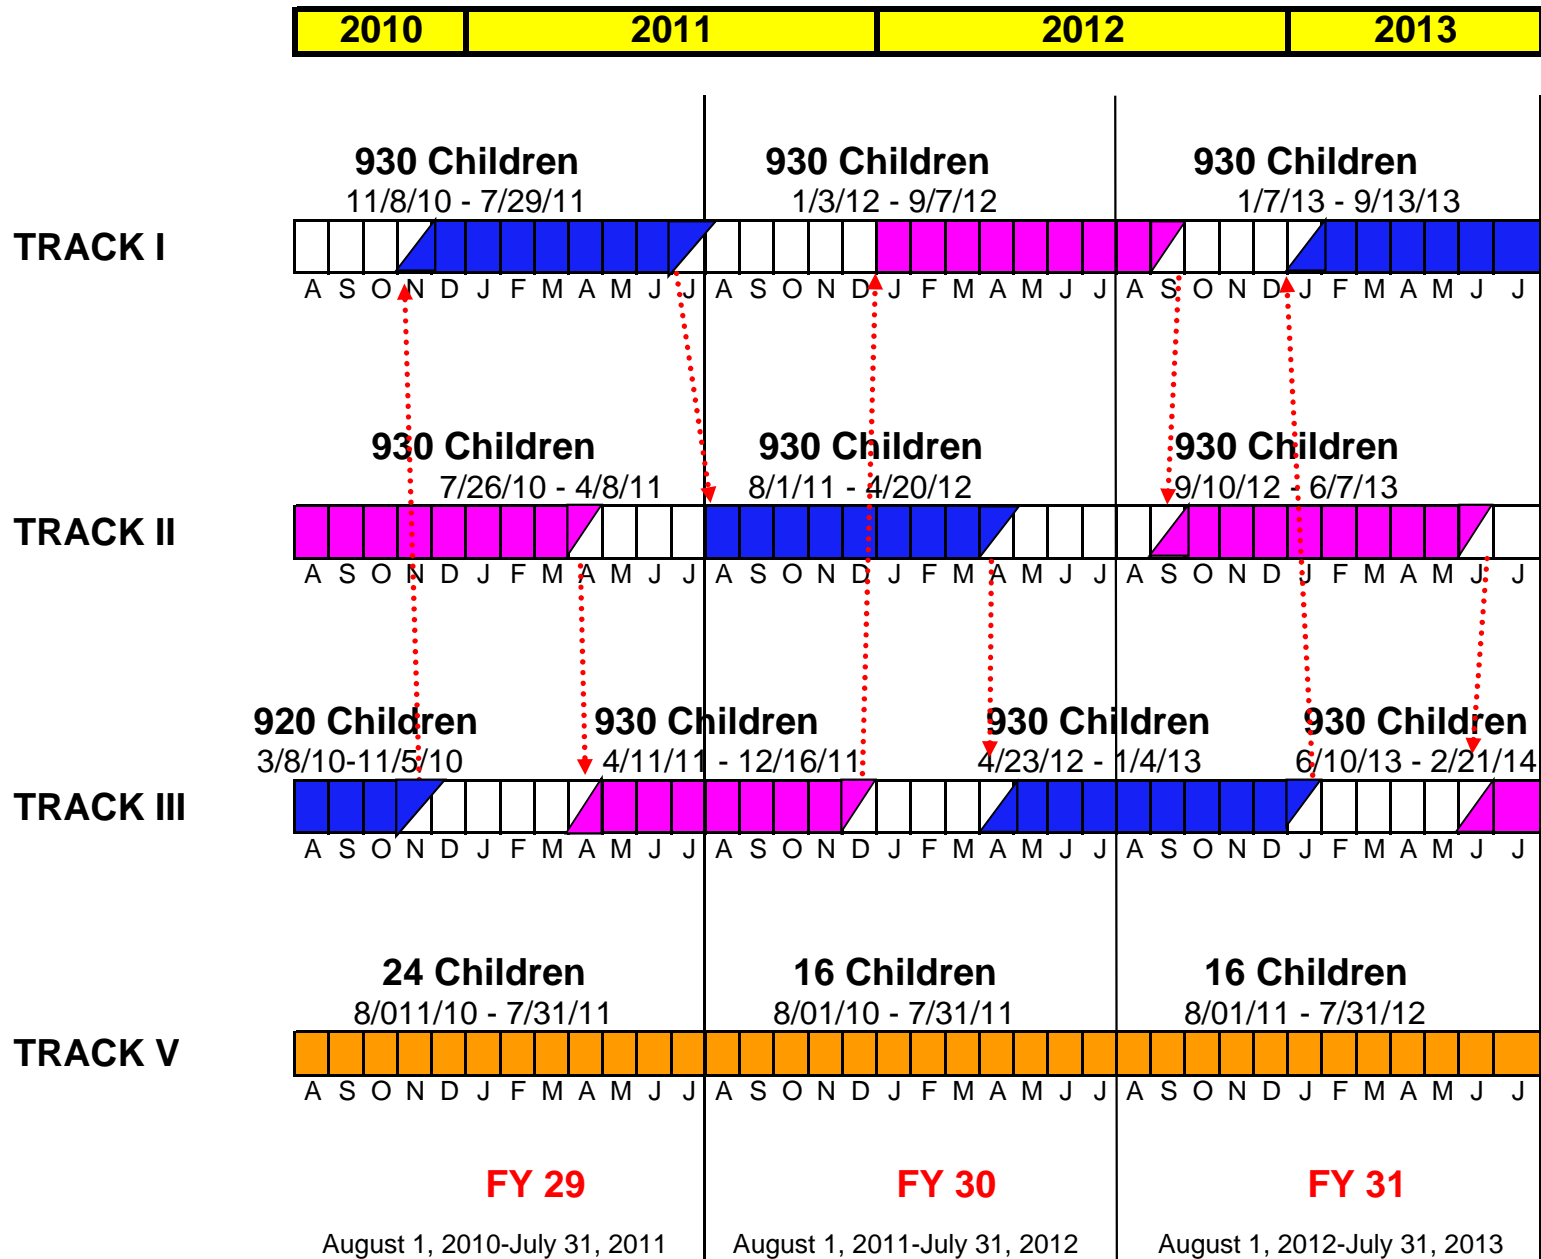 2010 2011 2012 2013
930 Children 930 Children 930 Children
11/8/10 - 7/29/11 1/3/12 - 9/7/12 1/7/13 - 9/13/13
TRACK I
A S O N D J F M A M J J A S O N D J F M A M J J A S O N D J F M A M J J
930 Children 930 Children 930 Children
7/26/10 - 4/8/11 8/1/11 - 4/20/12 9/10/12 - 6/7/13
TRACK II
A S O N D J F M A M J J A S O N D J F M A M J J A S O N D J F M A M J J
920 Children 930 Children 930 Children 930 Children
3/8/10-11/5/10 4/11/11 - 12/16/11 4/23/12 - 1/4/13 6/10/13 - 2/21/14
TRACK III
A S O N D J F M A M J J A S O N D J F M A M J J A S O N D J F M A M J J
24 Children 16 Children 16 Children
8/011/10 - 7/31/11 8/01/10 - 7/31/11 8/01/11 - 7/31/12
TRACK V
A S O N D J F M A M J J A S O N D J F M A M J J A S O N D J F M A M J J
FY 29 FY 30 FY 31
August 1, 2010-July 31, 2011 August 1, 2011-July 31, 2012 August 1, 2012-July 31, 2013